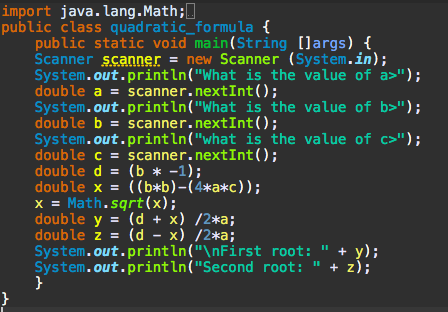 import java.lang.Math;
public class quadratic_formula {
public static void main(String []args) {
Scanner scanner = new Scanner (System.in);
System.out.println("What is the value of a>");
double a = scanner.nextInt();
System.out.println("What is the value of b>");
double b = scanner.nextInt();
System.out.println("what is the value of c>");
double c = scanner.nextInt();
double d = (b * -1);
double x = ((b*b)-(4*a*c));
x = Math.sqrt(x);
double y = (d + x) /2*a;
double z = (d - x) /2*a;
System.out.println("\nFirst root: " + y);
System.out.println("Second root: " + z);
}
}